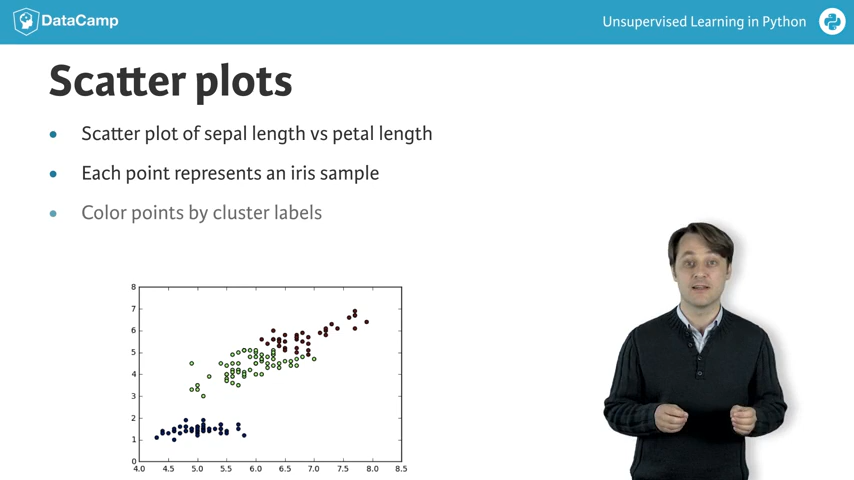 DataCamp
Unsupervised Learning in Python
Scatter plots
• Scatter plot of sepal length vs petal length
• Each point represents an iris sample
• Color points by cluster labels
8
7
6
5
4
3
2
1
0
4.0 4.5 5.0 5.5 6.0 6.5 7.0 7.5 8.0 8.5